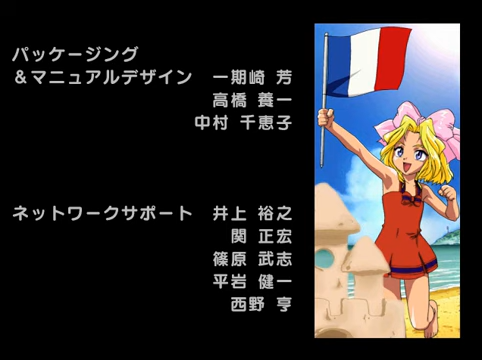 パッケージング
&マニュアルデザイン 一期崎 芳
高橋 養一
中村 千恵子
ネットワークサポート 井上 裕之
関 正宏
篠原 武志
平岩 健一
西野 亨